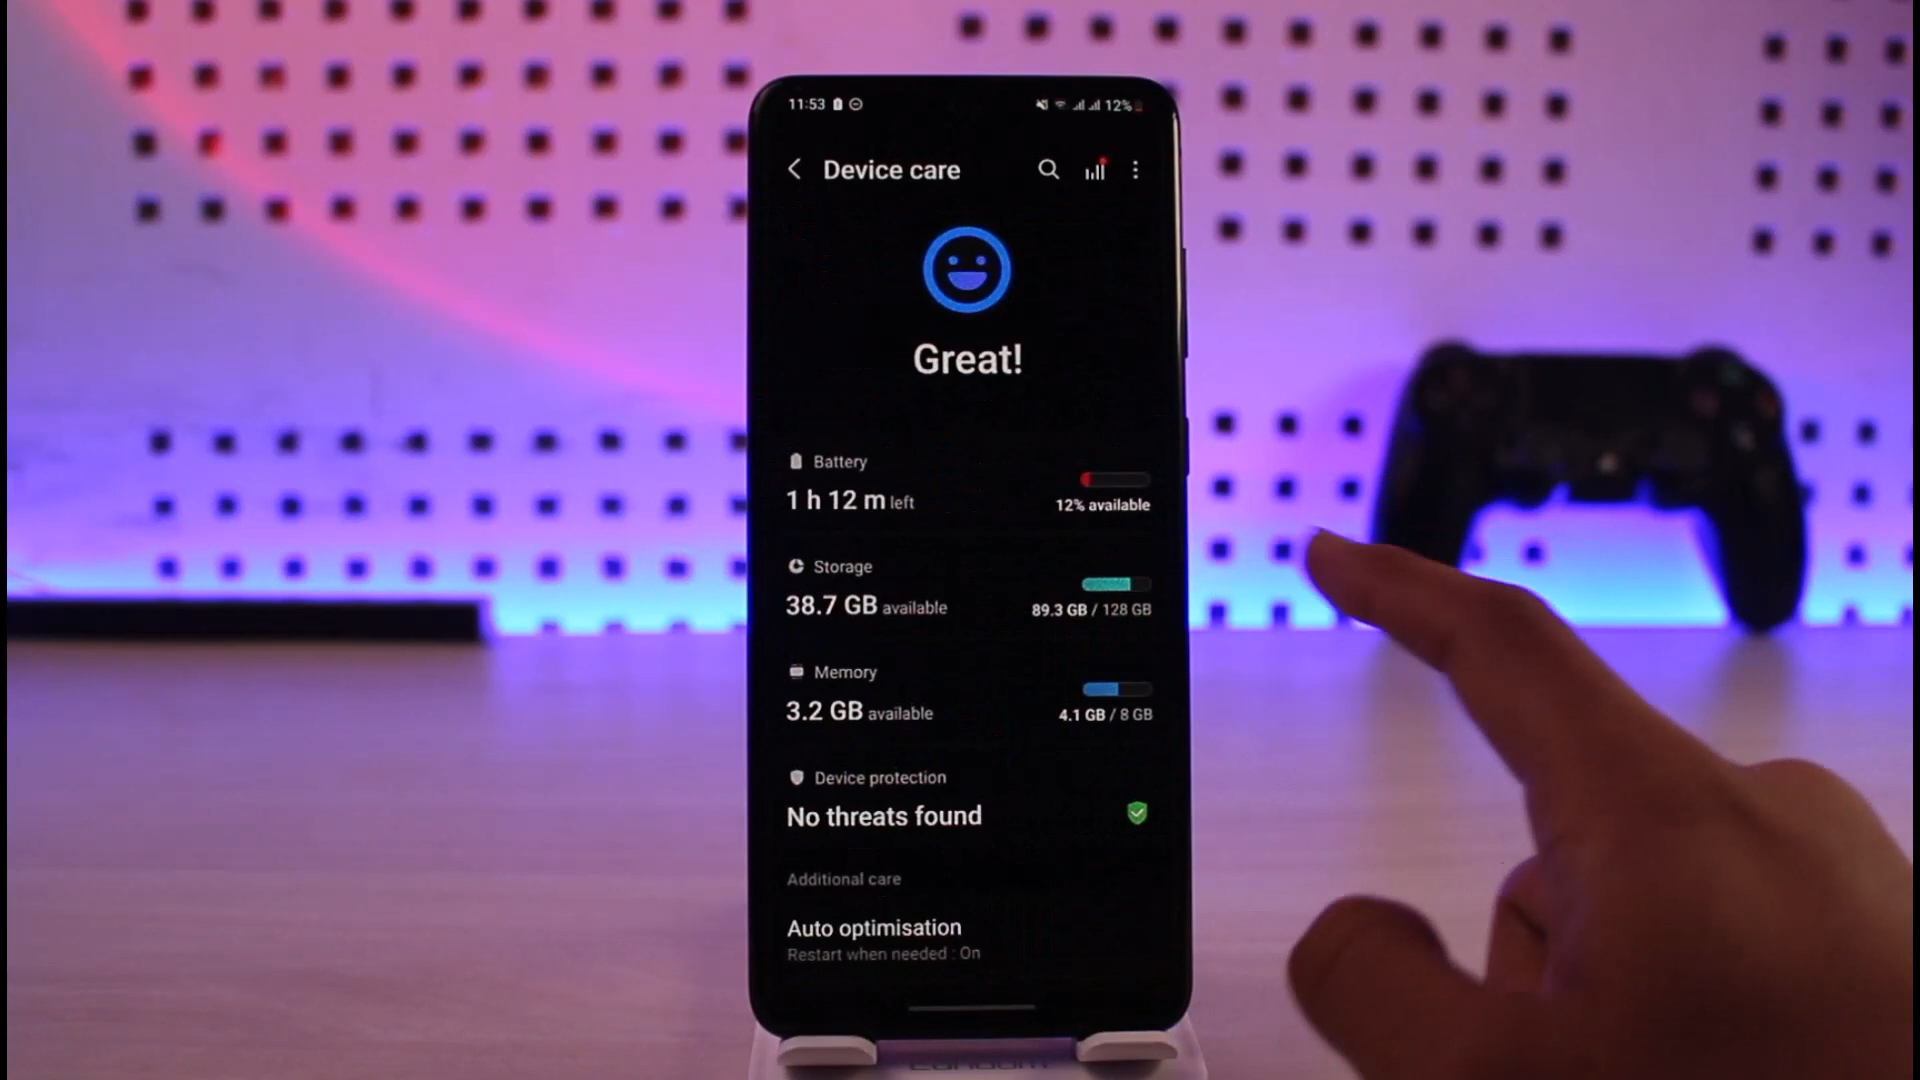 11:53 12%
Device care
Great!
Battery
1 h 12 m left
12% available
Storage
38.7 GB available
89.3 GB / 128 GB
Memory
3.2 GB available
4.1 GB / 8 GB
Device protection
No threats found
Additional care
Auto optimisation
Restart when needed : On